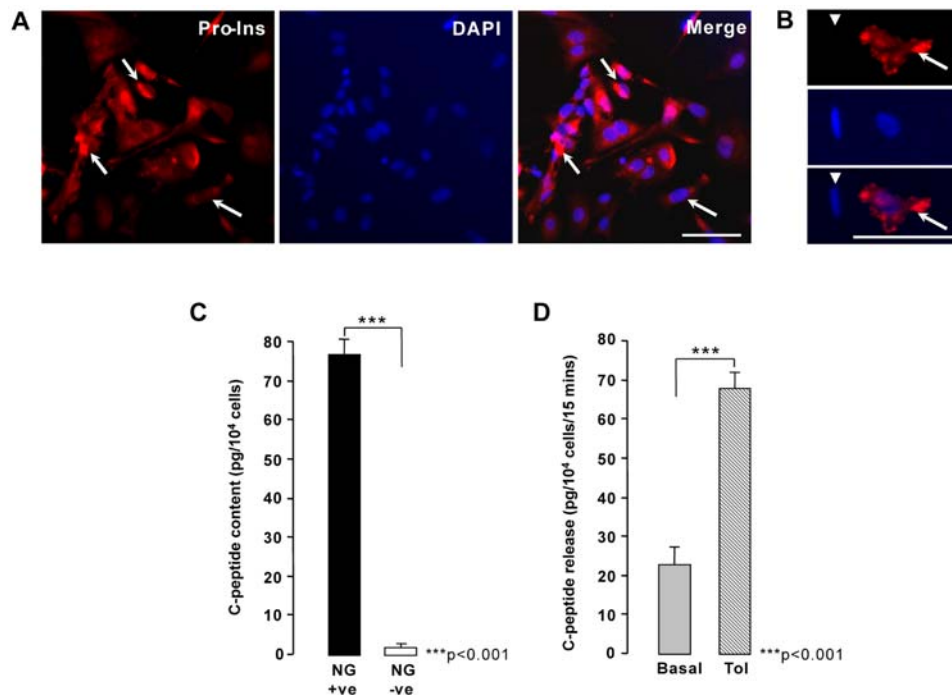 A
Pro-Ins
DAPI
Merge
B
C
C-peptide content (pg/10⁴ cells)
80
70
60
50
40
30
20
10
0
***
NG
+ve
NG
-ve
***p<0.001
D
C-peptide release (pg/10⁴ cells/15 mins)
80
70
60
50
40
30
20
10
0
***
Basal
Tol
***p<0.001